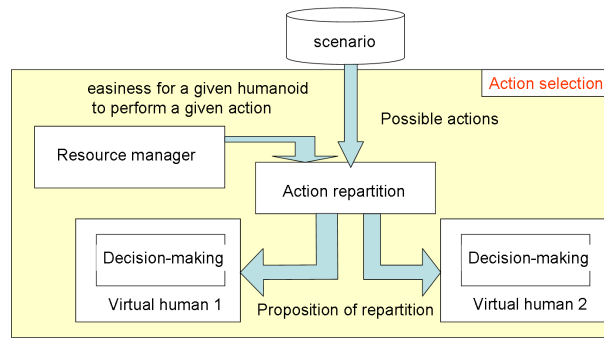 scenario
Action selection
easiness for a given humanoid
to perform a given action
Possible actions
Resource manager
Action repartition
Decision-making
Virtual human 1
Proposition of repartition
Decision-making
Virtual human 2